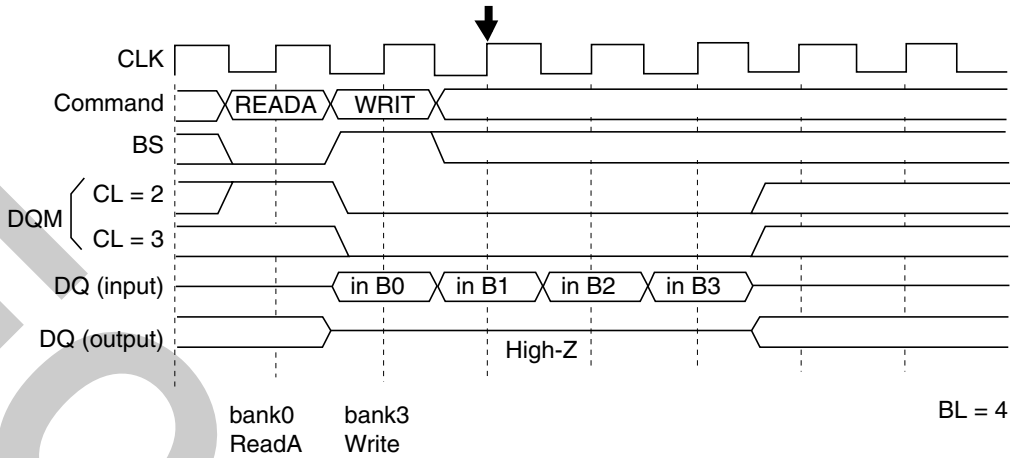 CLK
Command READA WRIT
BS
CL = 2
DQM
CL = 3
DQ (input) in B0 in B1 in B2 in B3
DQ (output)
High-Z
bank0 bank3 BL = 4
ReadA Write